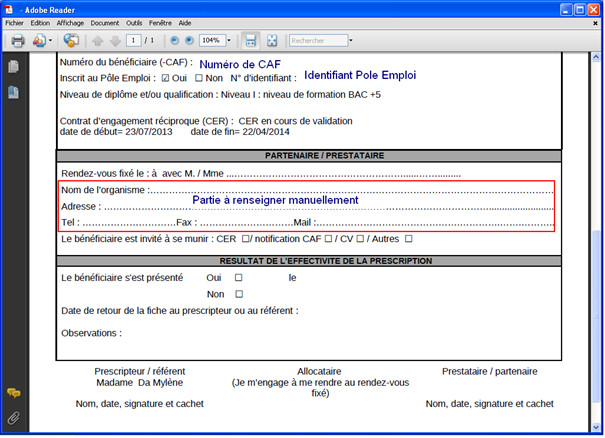 - Adobe Reader
Fichier Edition Affichage Document Outils Fenêtre Aide
1 / 1 104% Rechercher
Numéro du bénéficiaire (-CAF) : Numéro de CAF
Inscrit au Pôle Emploi : ☑ Oui ☐ Non N° d'identifiant : Identifiant Pole Emploi
Niveau de diplôme et/ou qualification : Niveau I : niveau de formation BAC +5
Contrat d'engagement réciproque (CER) : CER en cours de validation
date de début= 23/07/2013 date de fin= 22/04/2014
PARTENAIRE / PRESTATAIRE
Rendez-vous fixé le : à avec M. / Mme ..................................................
Nom de l'organisme :..................................................
Partie à renseigner manuellement
Adresse : ..................................................
Tel : ..............................Fax : ..............................Mail :..................................................
Le bénéficiaire est invité à se munir : CER ☐/ notification CAF ☐ / CV ☐ / Autres ☐
RESULTAT DE L'EFFECTIVITE DE LA PRESCRIPTION
Le bénéficiaire s'est présenté Oui ☐ le
Non ☐
Date de retour de la fiche au prescripteur ou au référent :
Observations :
Prescripteur / référent Allocataire Prestataire / partenaire
Madame Da Mylène (Je m'engage à me rendre au rendez-vous
fixé)
Nom, date, signature et cachet Nom, date, signature et cachet